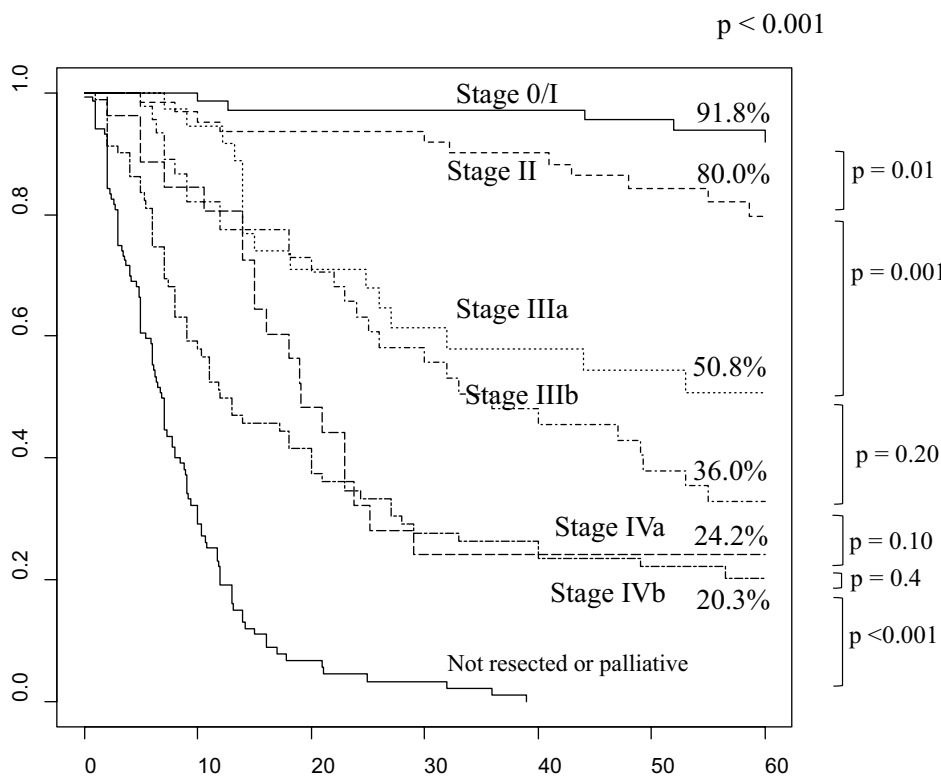 p < 0.001
1.0
Stage 0/I
91.8%
Stage II
80.0%
p = 0.01
0.8
p = 0.001
0.6
Stage IIIa
50.8%
Stage IIIb
0.4
36.0%
p = 0.20
Stage IVa
24.2%
p = 0.10
0.2
Stage IVb
20.3%
p = 0.4
p <0.001
Not resected or palliative
0.0
0 10 20 30 40 50 60